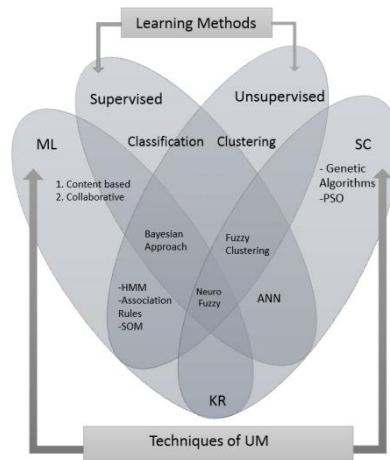 Learning Methods
Supervised
Unsupervised
ML
Classification
Clustering
SC
1. Content based
2. Collaborative
- Genetic
Algorithms
-PSO
Bayesian
Approach
Fuzzy
Clustering
-HMM
-Association
Rules
-SOM
Neuro
Fuzzy
ANN
KR
Techniques of UM